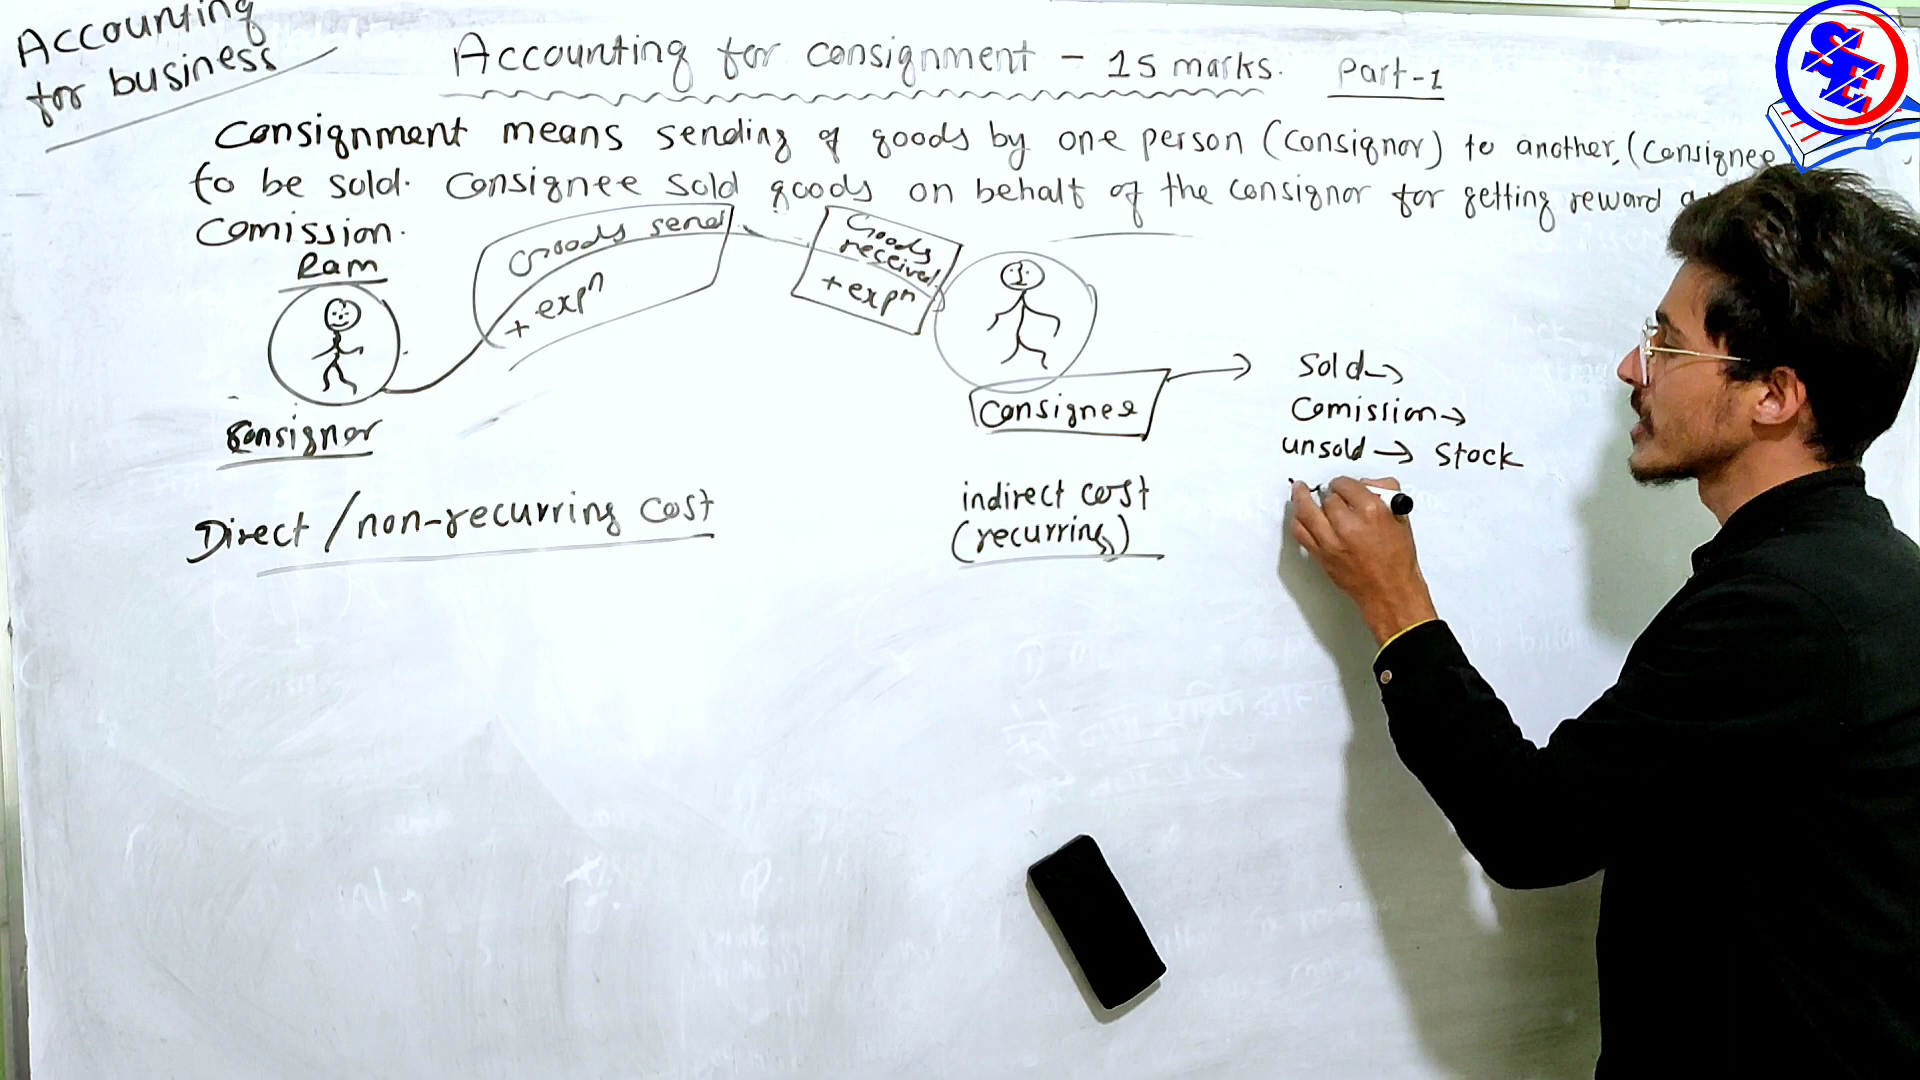 Accounting
for business
Accounting for consignment - 15 marks. Part-1
Consignment means sending of goods by one person (consignor) to another, (consignee
to be sold. Consignee sold goods on behalf of the consignor for getting reward
Comission.
Ram
Goods send
+ expn
Goods
received
+ expn
Consignor
Consignee
Sold →
Comission →
unsold → Stock
Direct / non-recurring cost
indirect cost
(recurring)